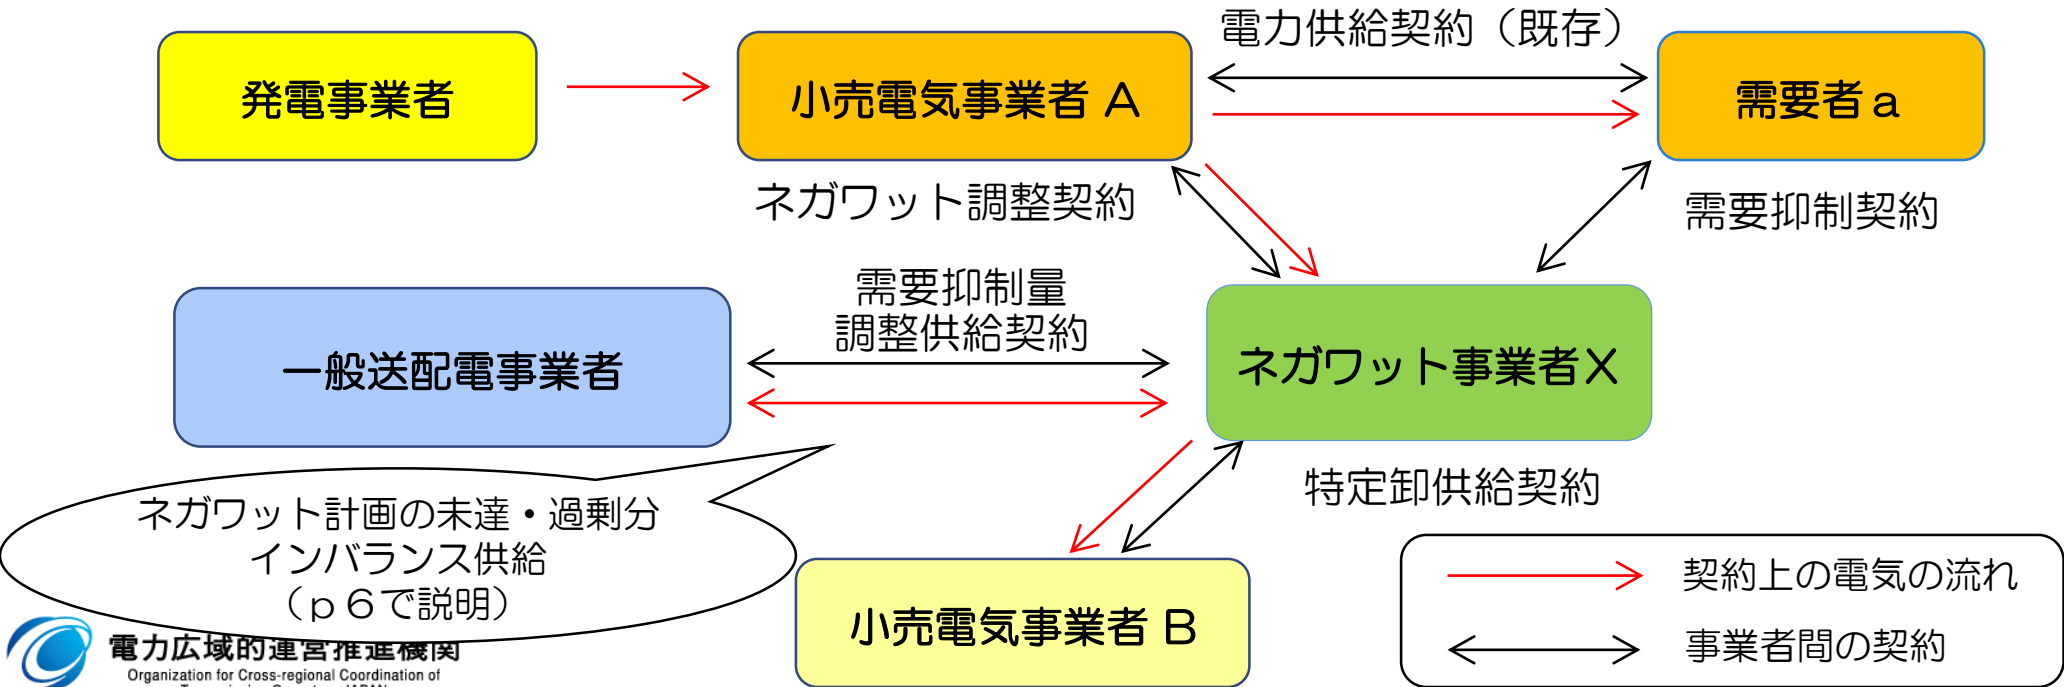 電力供給契約（既存）
発電事業者
小売電気事業者 A
需要者ａ
ネガワット調整契約
需要抑制契約
需要抑制量
調整供給契約
一般送配電事業者
ネガワット事業者X
特定卸供給契約
ネガワット計画の未達・過剰分
インバランス供給
（ｐ６で説明）
小売電気事業者 B
契約上の電気の流れ
事業者間の契約
電力広域的運営推進機関
Organization for Cross-regional Coordination of